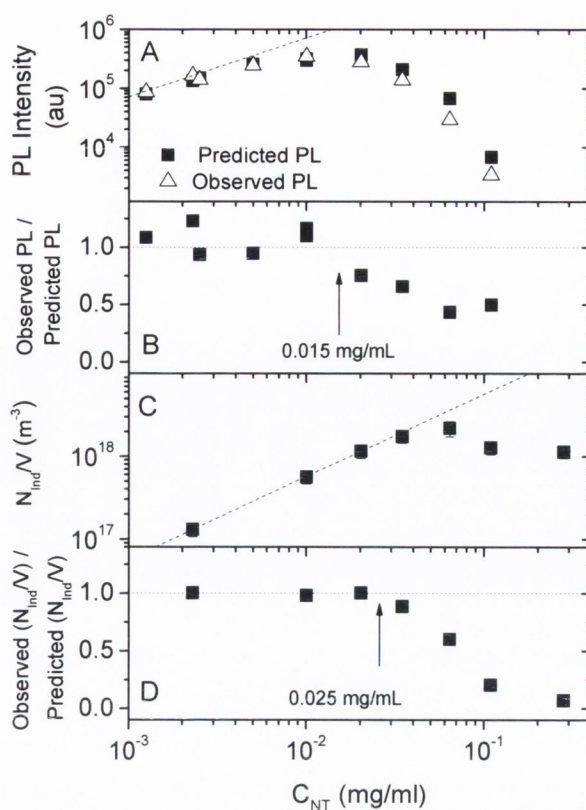 A
10^6
10^5
10^4
PL Intensity
(au)
Predicted PL
Observed PL
B
1.0
0.5
0.0
Observed PL /
Predicted PL
0.015 mg/mL
C
10^18
10^17
N_Ind/V (m^-3)
D
1.0
0.5
0.0
Observed (N_Ind/V) /
Predicted (N_Ind/V)
0.025 mg/mL
10^-3
10^-2
10^-1
C_NT (mg/ml)